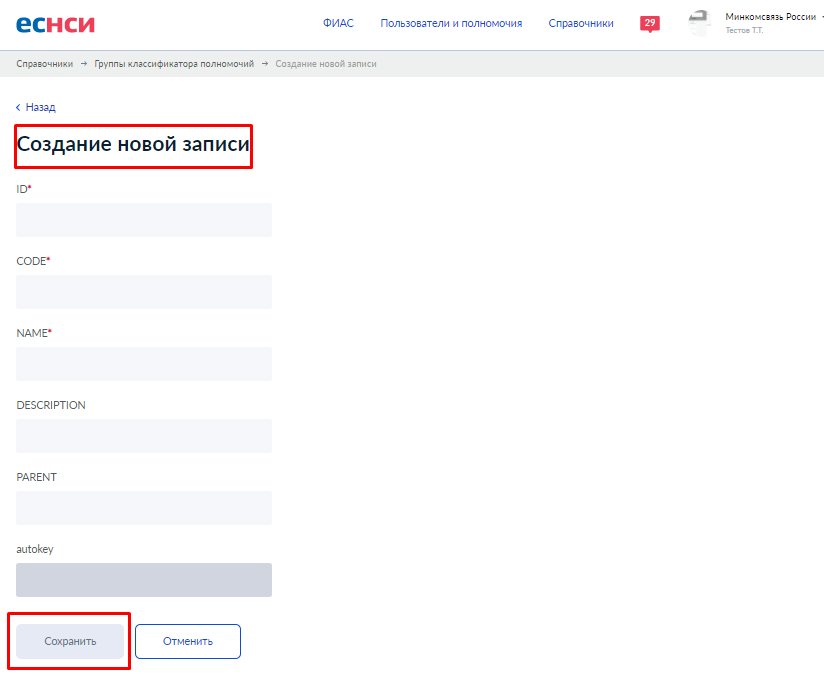 еснси
ФИАС Пользователи и полномочия Справочники 29 Минкомсвязь России
Тестов Т.Т.
Справочники → Группы классификатора полномочий → Создание новой записи
Назад
Создание новой записи
ID*
CODE*
NAME*
DESCRIPTION
PARENT
autokey
Сохранить Отменить